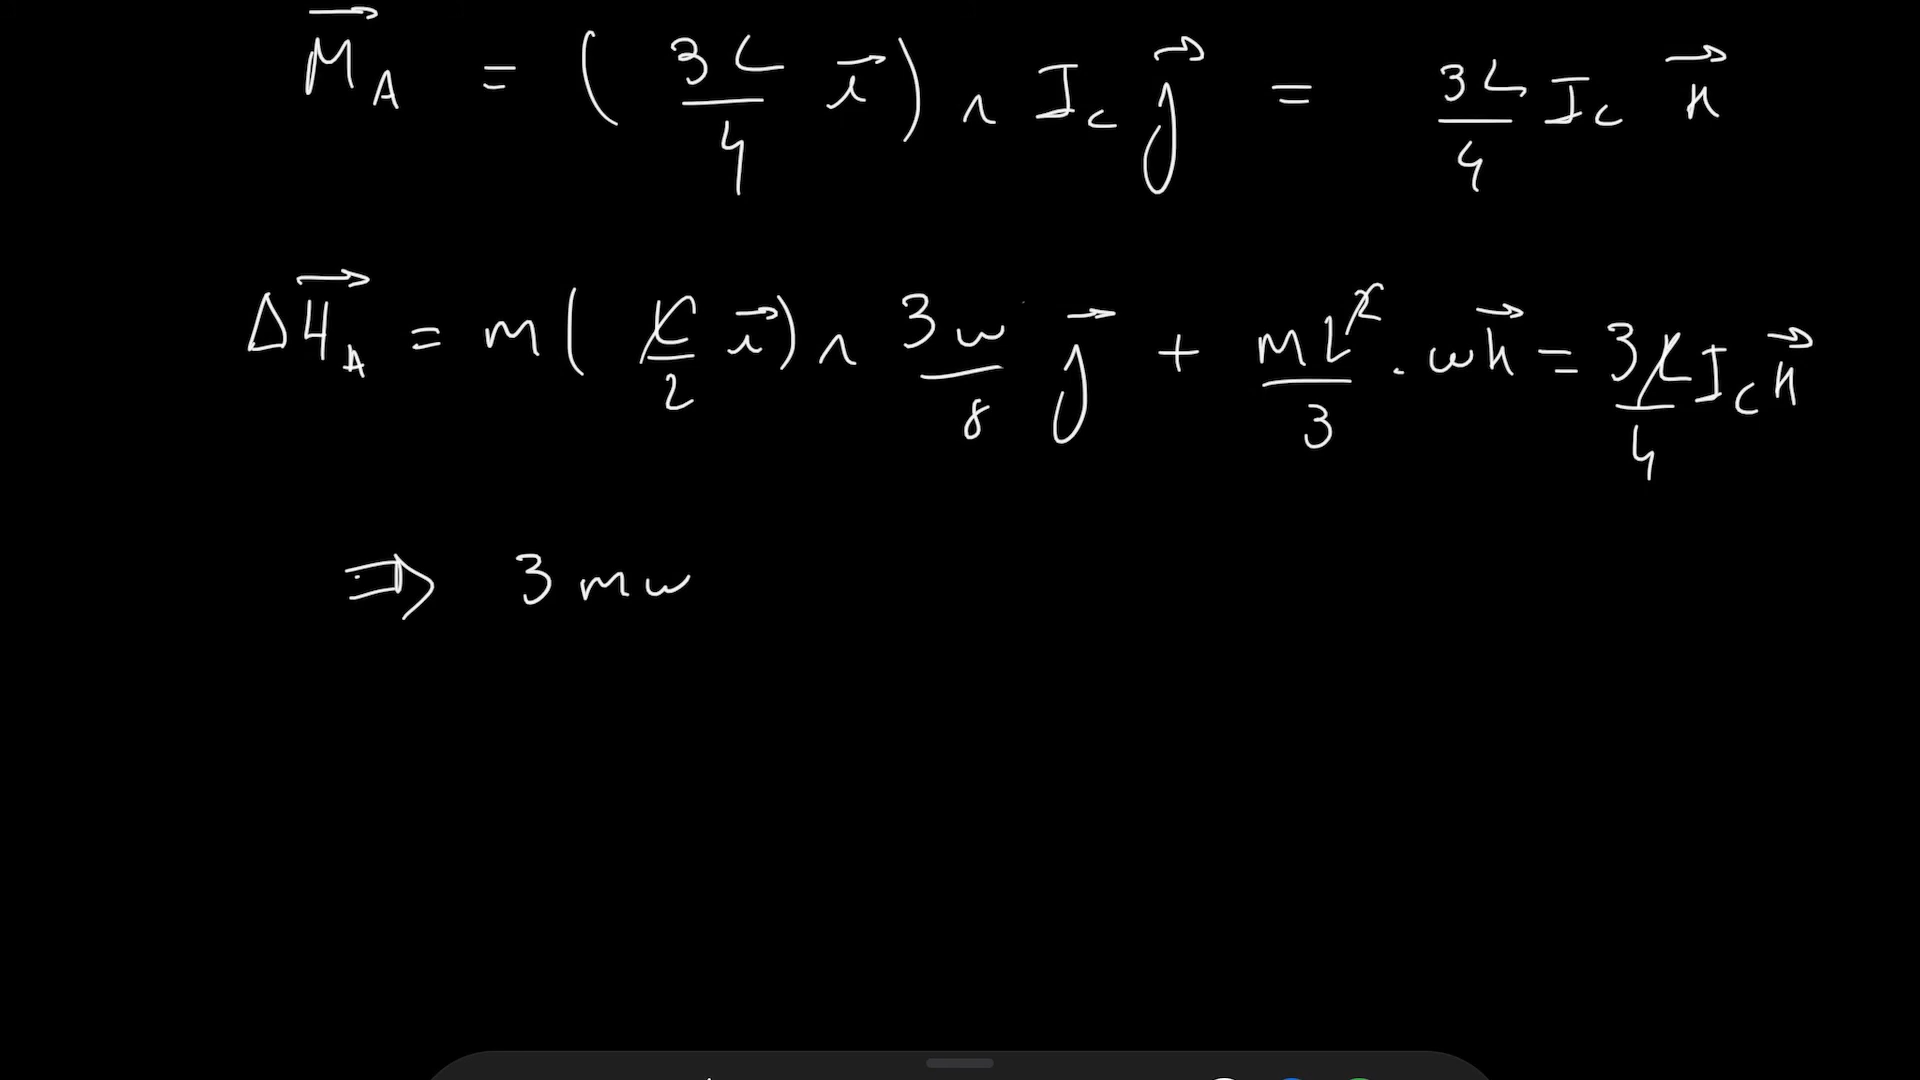 M⃗_A = ( 3L/4 i⃗ ) ∧ I_C j⃗ = 3L/4 I_C k⃗
ΔH⃗_A = m( L/2 i⃗ ) ∧ 3w/8 j⃗ + mL²/3 . wk⃗ = 3L/4 I_C k⃗
⇒ 3mw